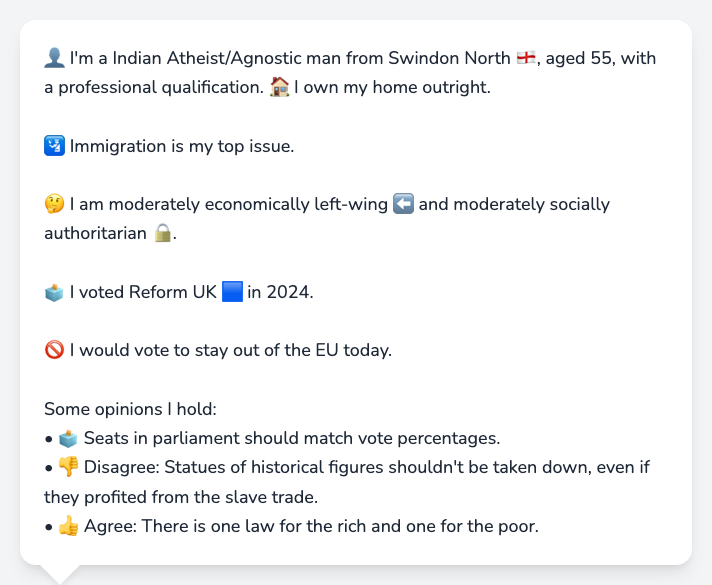 👤 I'm a Indian Atheist/Agnostic man from Swindon North 🏴󠁧󠁢󠁥󠁮󠁧󠁿, aged 55, with
a professional qualification. 🏠 I own my home outright.
🛂 Immigration is my top issue.
🤔 I am moderately economically left-wing ⬅️ and moderately socially
authoritarian 🔒.
🗳️ I voted Reform UK 🟦 in 2024.
🚫 I would vote to stay out of the EU today.
Some opinions I hold:
• 🗳️ Seats in parliament should match vote percentages.
• 👎 Disagree: Statues of historical figures shouldn't be taken down, even if
they profited from the slave trade.
• 👍 Agree: There is one law for the rich and one for the poor.